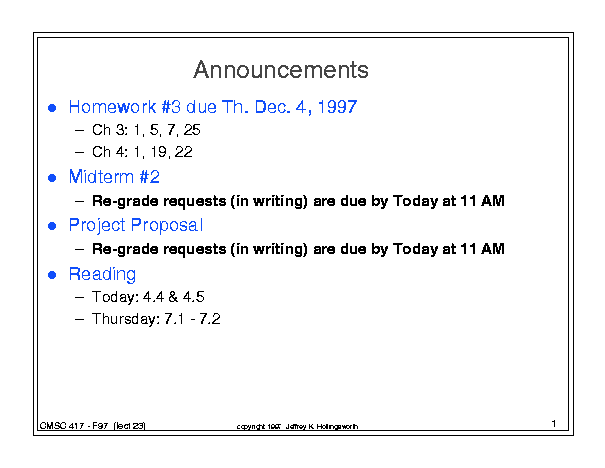 Announcements
● Homework #3 due Th. Dec. 4, 1997
– Ch 3: 1, 5, 7, 25
– Ch 4: 1, 19, 22
● Midterm #2
– Re-grade requests (in writing) are due by Today at 11 AM
● Project Proposal
– Re-grade requests (in writing) are due by Today at 11 AM
● Reading
– Today: 4.4 & 4.5
– Thursday: 7.1 - 7.2
CMSC 417 - F97 (lect 23)
copyright 1997 Jeffrey K. Hollingsworth
1